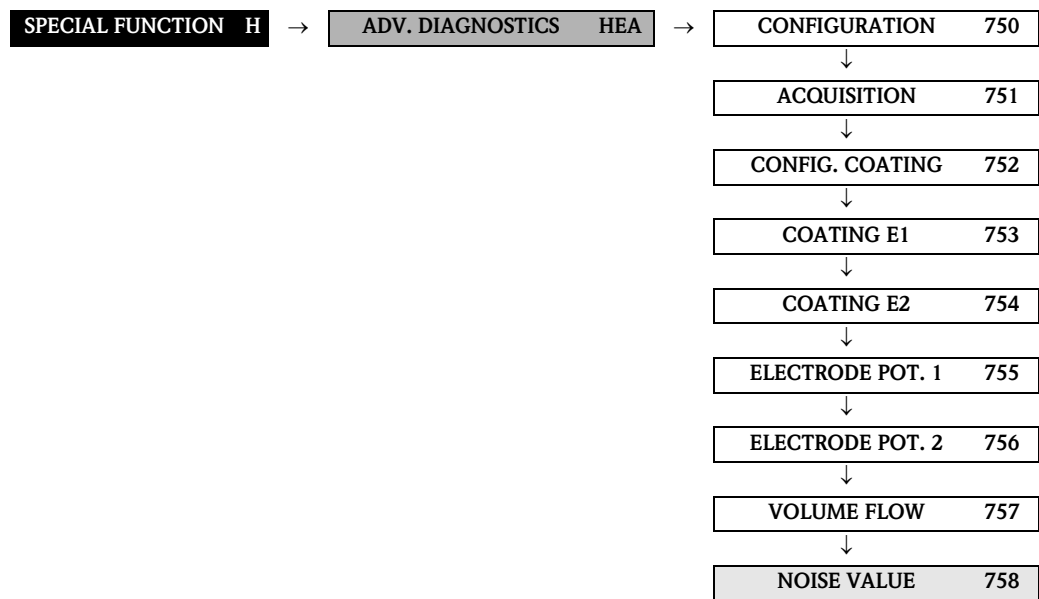 SPECIAL FUNCTION H → ADV. DIAGNOSTICS HEA → CONFIGURATION 750
↓
ACQUISITION 751
↓
CONFIG. COATING 752
↓
COATING E1 753
↓
COATING E2 754
↓
ELECTRODE POT. 1 755
↓
ELECTRODE POT. 2 756
↓
VOLUME FLOW 757
↓
NOISE VALUE 758